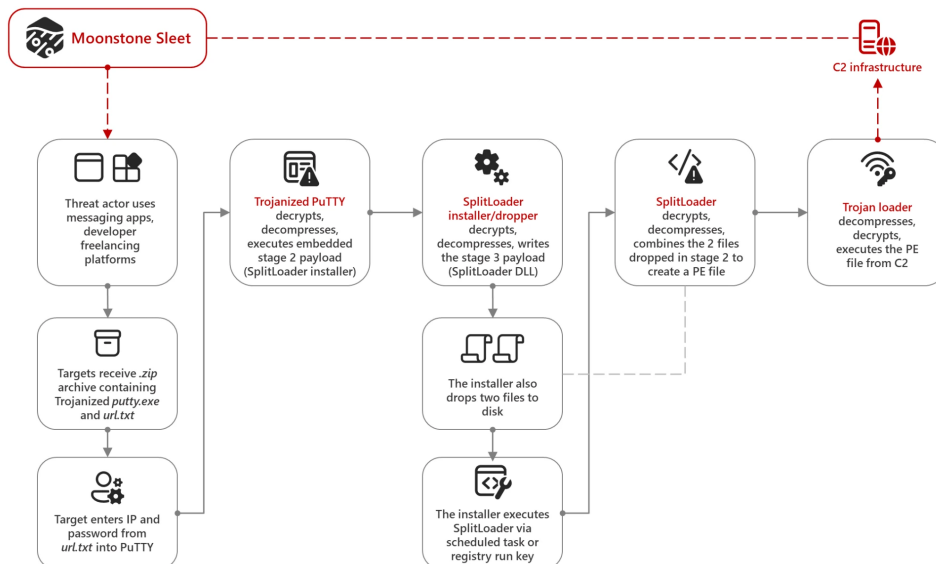 Moonstone Sleet
C2 infrastructure
Threat actor uses
messaging apps,
developer
freelancing
platforms
Targets receive .zip
archive containing
Trojanized putty.exe
and url.txt
Target enters IP and
password from
url.txt into PuTTY
Trojanized PuTTY
decrypts,
decompresses,
executes embedded
stage 2 payload
(SplitLoader installer)
SplitLoader
installer/dropper
decrypts,
decompresses, writes
the stage 3 payload
(SplitLoader DLL)
The installer also
drops two files to
disk
The installer executes
SplitLoader via
scheduled task or
registry run key
SplitLoader
decrypts,
decompresses,
combines the 2 files
dropped in stage 2 to
create a PE file
Trojan loader
decompresses,
decrypts,
executes the PE
file from C2